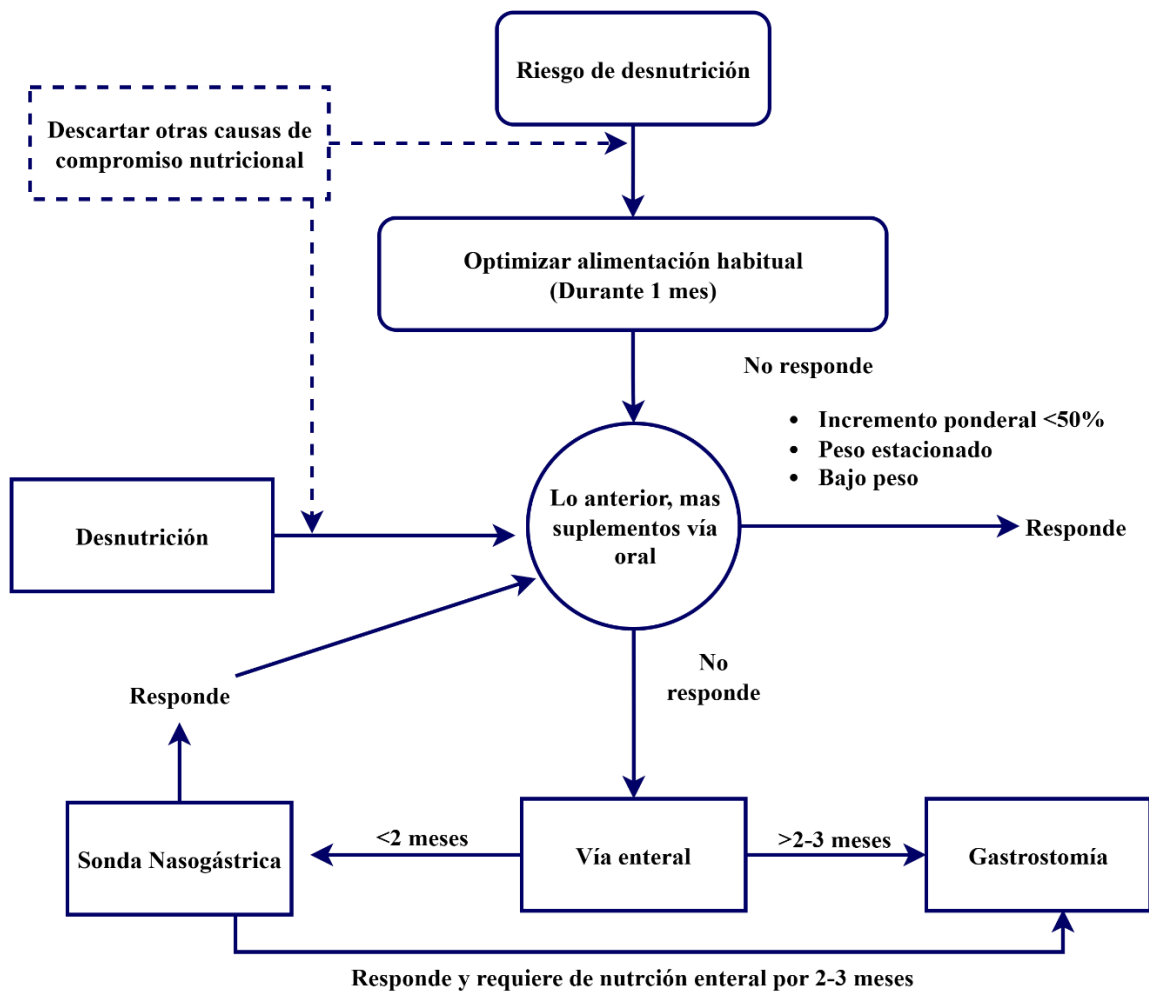 Riesgo de desnutrición
Descartar otras causas de
compromiso nutricional
Optimizar alimentación habitual
(Durante 1 mes)
No responde
• Incremento ponderal <50%
• Peso estacionado
• Bajo peso
Lo anterior, mas
suplementos vía
oral
Desnutrición
Responde
No
responde
Responde
Sonda Nasogástrica
<2 meses
Vía enteral
>2-3 meses
Gastrostomía
Responde y requiere de nutrción enteral por 2-3 meses